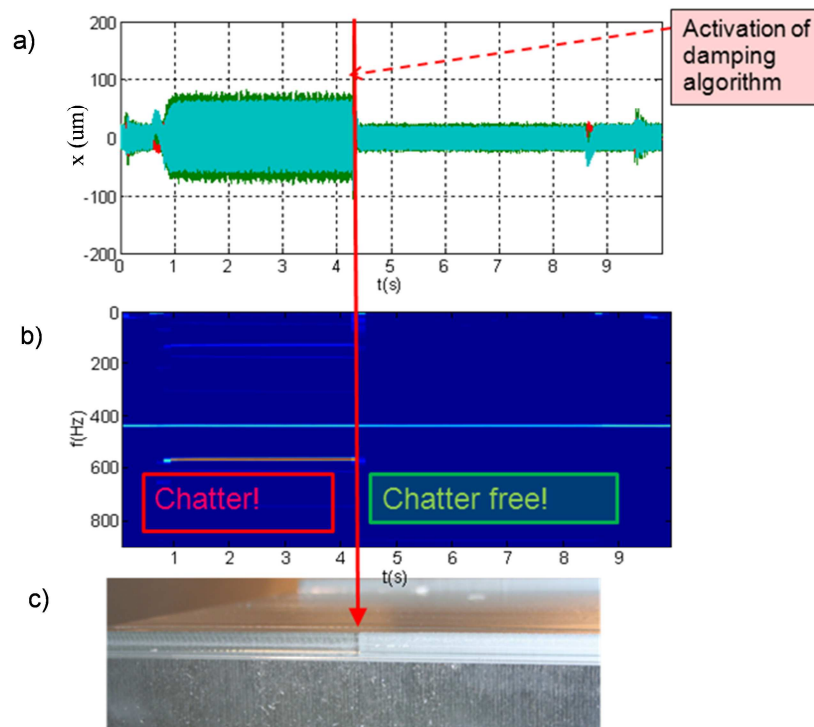 a)
200
100
0
-100
-200
x (um)
0 1 2 3 4 5 6 7 8 9
t(s)
Activation of
damping
algorithm
b)
0
200
400
600
800
f(Hz)
Chatter!
Chatter free!
1 2 3 4 5 6 7 8 9
t(s)
c)